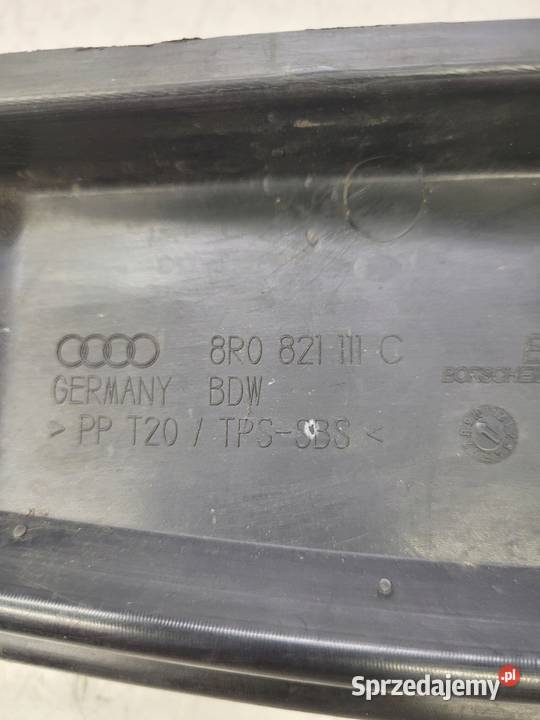 8R0 821 111 C
GERMANY BDW
> PP T20 / TPS-SBS <
Sprzedajemy.pl